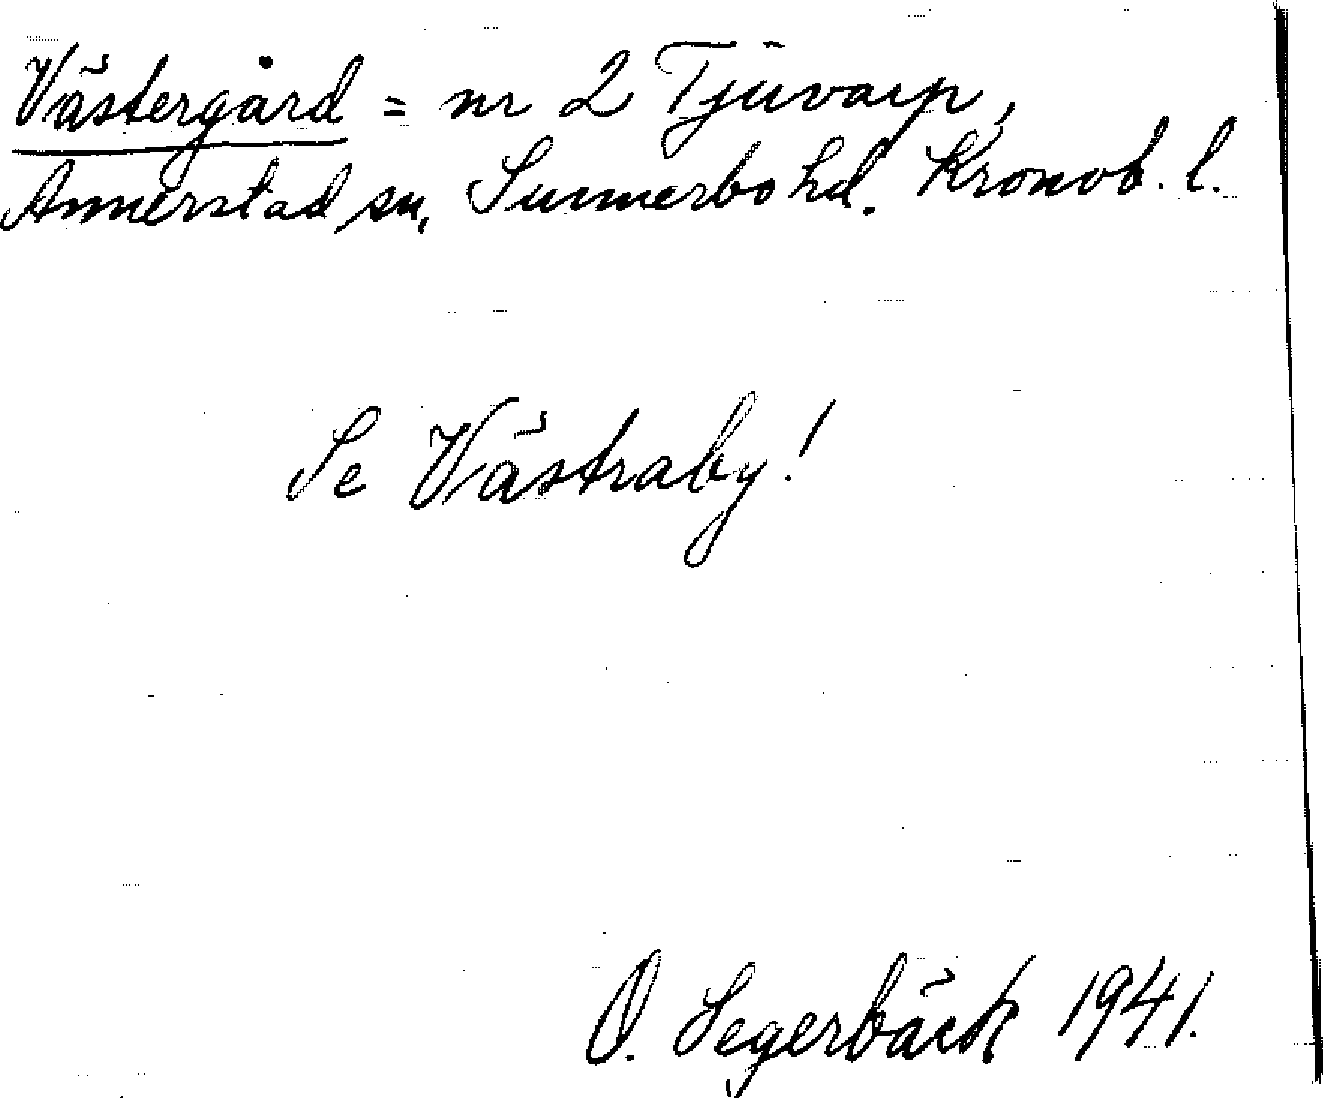 Västergård = nr 2 Tjuvarp,
Annerstad sn, Sunnerbo hd. Kronob. l.
Se Västraby!
O. Segerbäck 1941.